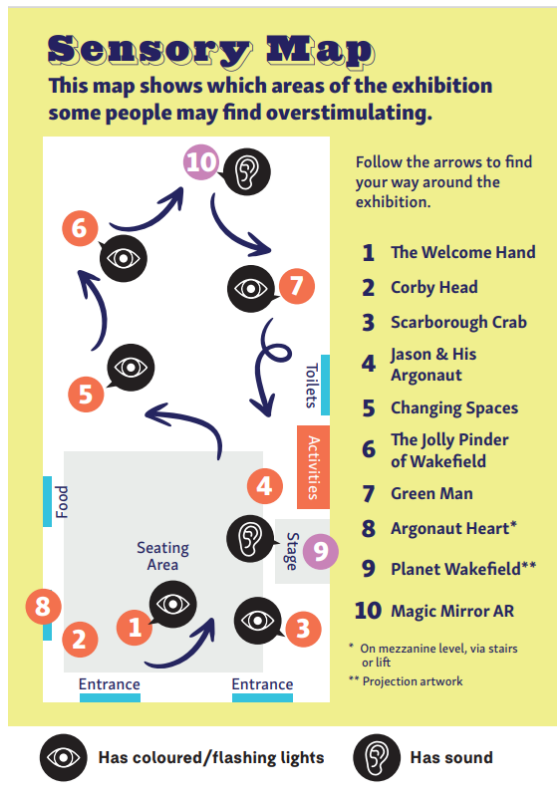 Sensory Map
This map shows which areas of the exhibition
some people may find overstimulating.
Follow the arrows to find
your way around the
exhibition.
1 The Welcome Hand
2 Corby Head
3 Scarborough Crab
4 Jason & His
Argonaut
5 Changing Spaces
6 The Jolly Pinder
of Wakefield
7 Green Man
8 Argonaut Heart*
9 Planet Wakefield**
10 Magic Mirror AR
* On mezzanine level, via stairs
or lift
** Projection artwork
10
6
7
5
Toilets
Activities
4
Food
Seating
Area
Stage
9
8
2
1
3
Entrance
Entrance
Has coloured/flashing lights
Has sound